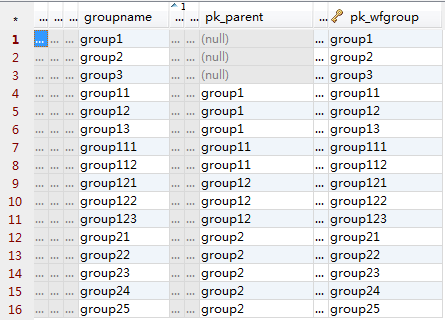 * ... ... ... groupname ... ... 1 pk_parent ... pk_wfgroup
1 ... ... ... group1 ... ... (null) ... group1
2 ... ... ... group2 ... ... (null) ... group2
3 ... ... ... group3 ... ... (null) ... group3
4 ... ... ... group11 ... ... group1 ... group11
5 ... ... ... group12 ... ... group1 ... group12
6 ... ... ... group13 ... ... group1 ... group13
7 ... ... ... group111 ... ... group11 ... group111
8 ... ... ... group112 ... ... group11 ... group112
9 ... ... ... group121 ... ... group12 ... group121
10 ... ... ... group122 ... ... group12 ... group122
11 ... ... ... group123 ... ... group12 ... group123
12 ... ... ... group21 ... ... group2 ... group21
13 ... ... ... group22 ... ... group2 ... group22
14 ... ... ... group23 ... ... group2 ... group23
15 ... ... ... group24 ... ... group2 ... group24
16 ... ... ... group25 ... ... group2 ... group25